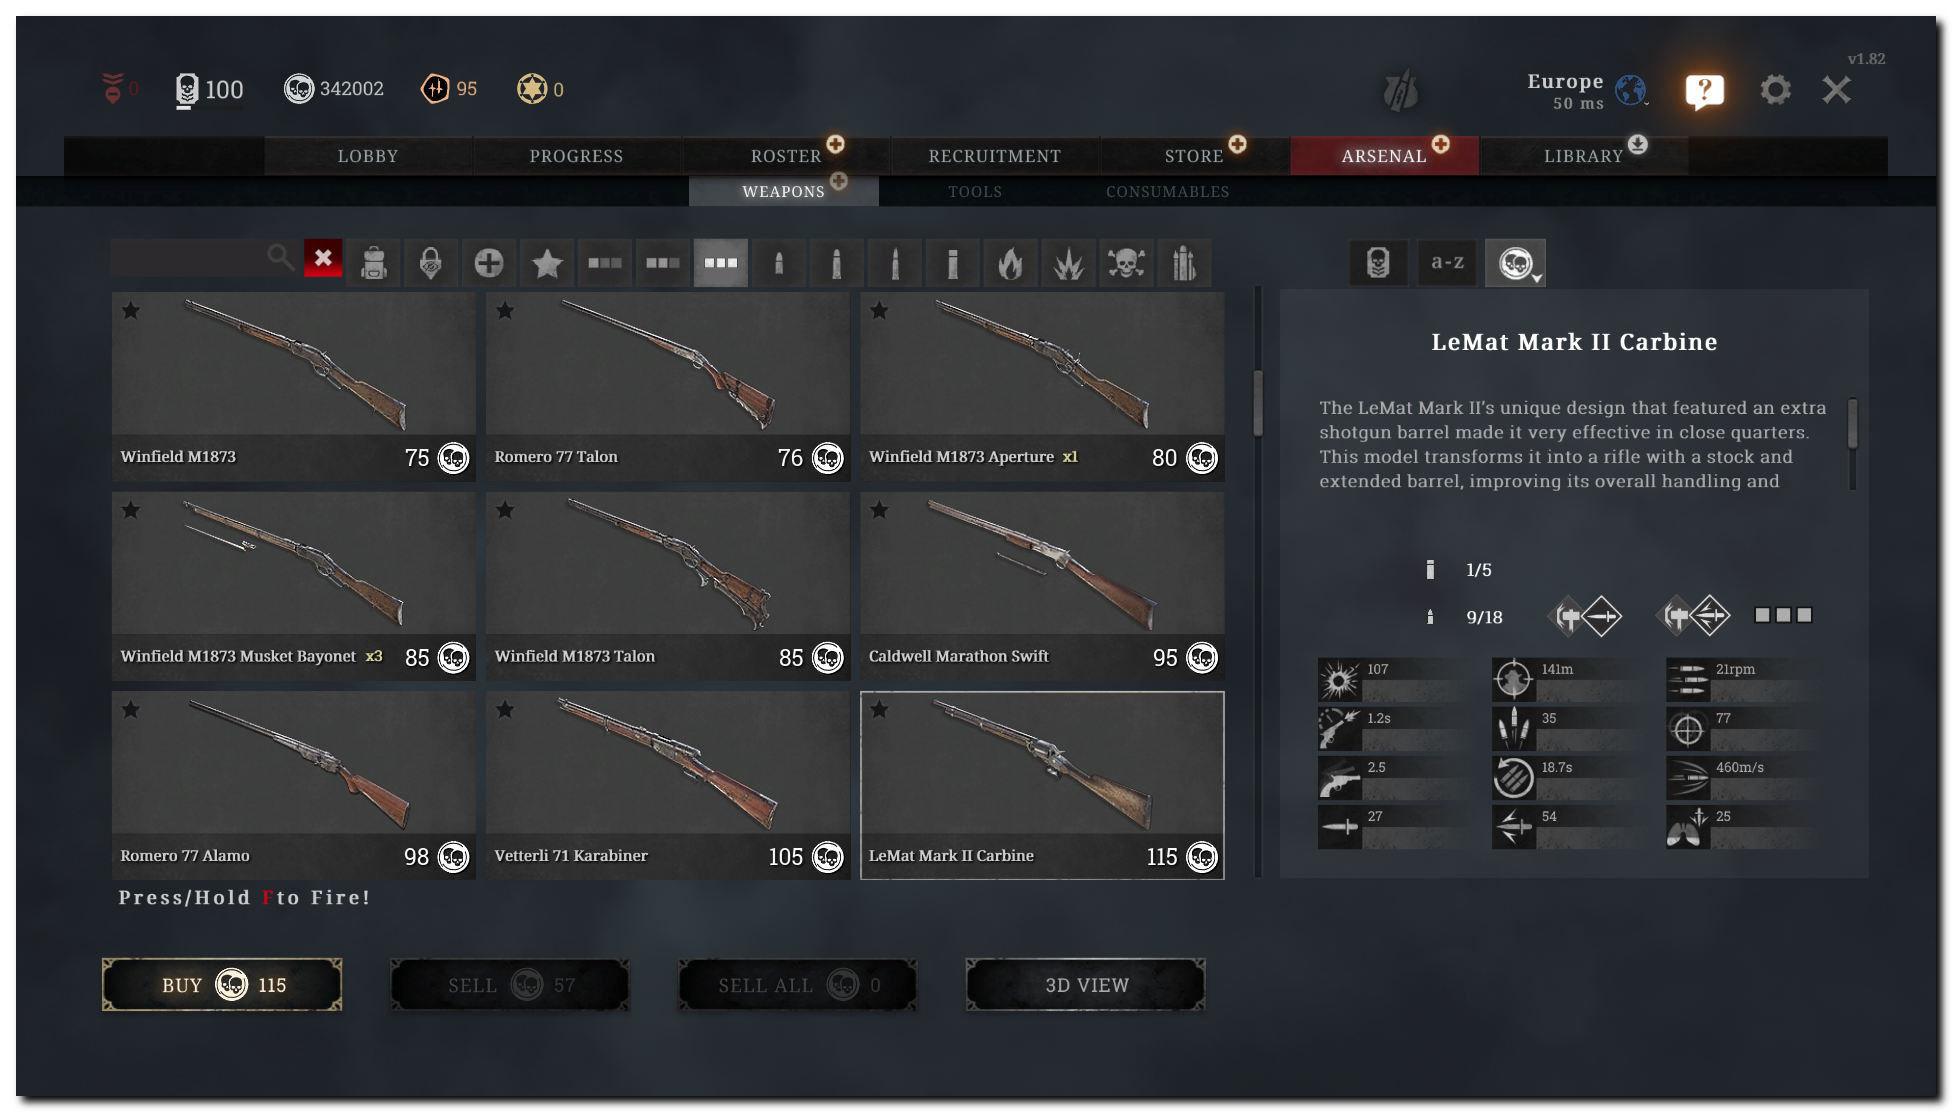 v1.82
0
100
342002
95
0
Europe
50 ms
?
LOBBY
PROGRESS
ROSTER
RECRUITMENT
STORE
ARSENAL
LIBRARY
WEAPONS
TOOLS
CONSUMABLES
a-z
Winfield M1873
75
Romero 77 Talon
76
Winfield M1873 Aperture x1
80
Winfield M1873 Musket Bayonet x3
85
Winfield M1873 Talon
85
Caldwell Marathon Swift
95
Romero 77 Alamo
98
Vetterli 71 Karabiner
105
LeMat Mark II Carbine
115
LeMat Mark II Carbine
The LeMat Mark II's unique design that featured an extra
shotgun barrel made it very effective in close quarters.
This model transforms it into a rifle with a stock and
extended barrel, improving its overall handling and
1/5
9/18
107
141m
21rpm
1.2s
35
77
2.5
18.7s
460m/s
27
54
25
Press/Hold F to Fire!
BUY 115
SELL 57
SELL ALL 0
3D VIEW